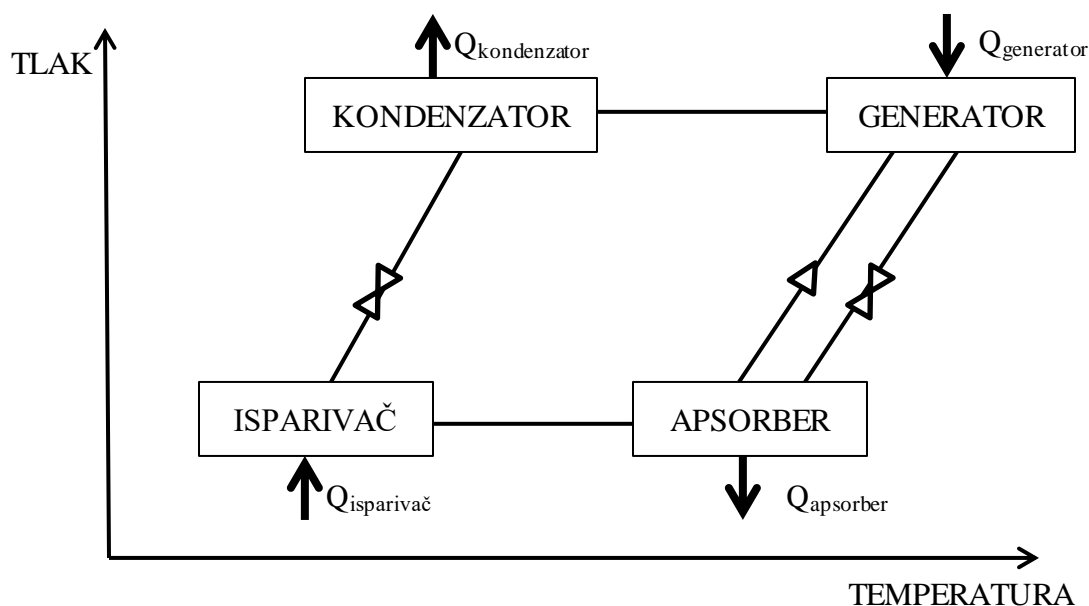 TLAK
Qkondenzator
Qgenerator
KONDENZATOR
GENERATOR
ISPARIVAČ
APSORBER
Qisparivač
Qapsorber
TEMPERATURA